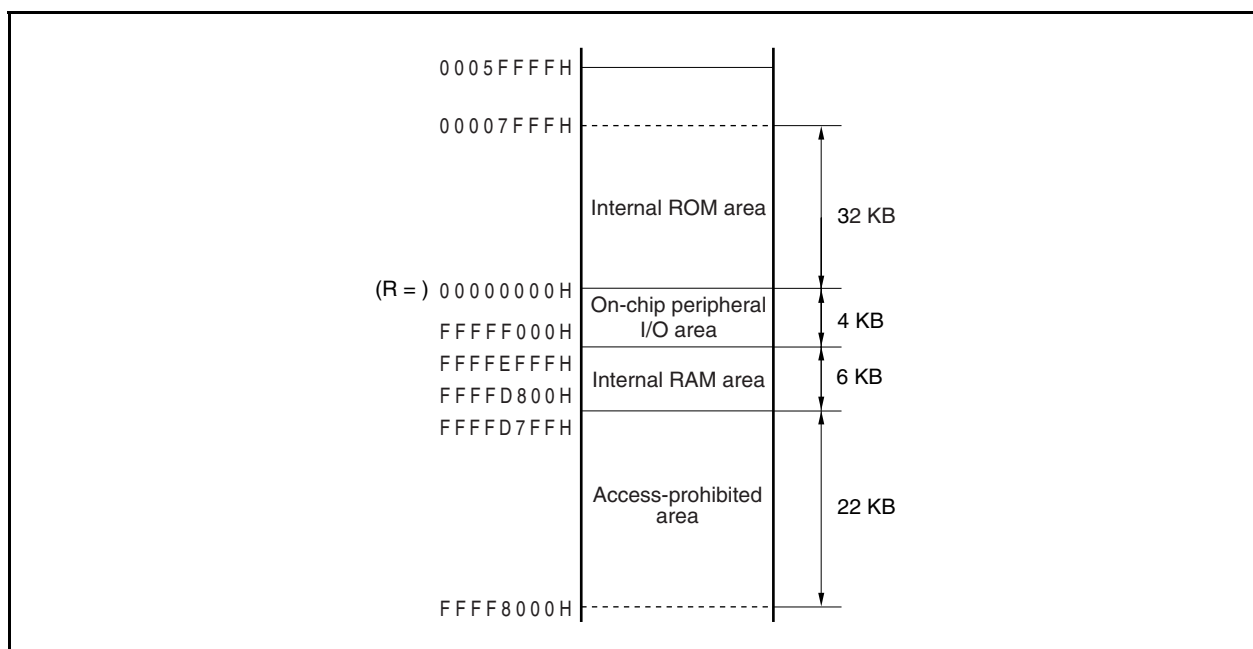 0005FFFFH
00007FFFH
Internal ROM area
32 KB
(R = ) 00000000H
On-chip peripheral
I/O area
4 KB
FFFFF000H
FFFFEFFFH
Internal RAM area
6 KB
FFFFD800H
FFFFD7FFH
Access-prohibited
area
22 KB
FFFF8000H